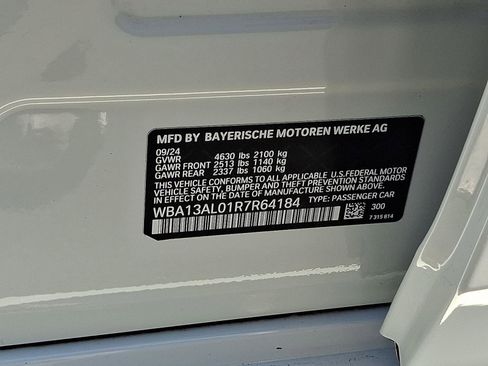 MFD BY BAYERISCHE MOTOREN WERKE AG
09/24
GVWR 4630 lbs 2100 kg
GAWR FRONT 2513 lbs 1140 kg
GAWR REAR 2337 lbs 1060 kg
THIS VEHICLE CONFORMS TO ALL APPLICABLE U.S.FEDERAL MOTOR
VEHICLE SAFETY, BUMPER, AND THEFT PREVENTION STANDARDS
IN EFFECT ON THE DATE OF MANUFACTURE SHOWN ABOVE.
WBA13AL01R7R64184 TYPE: PASSENGER CAR
300
7 315 814